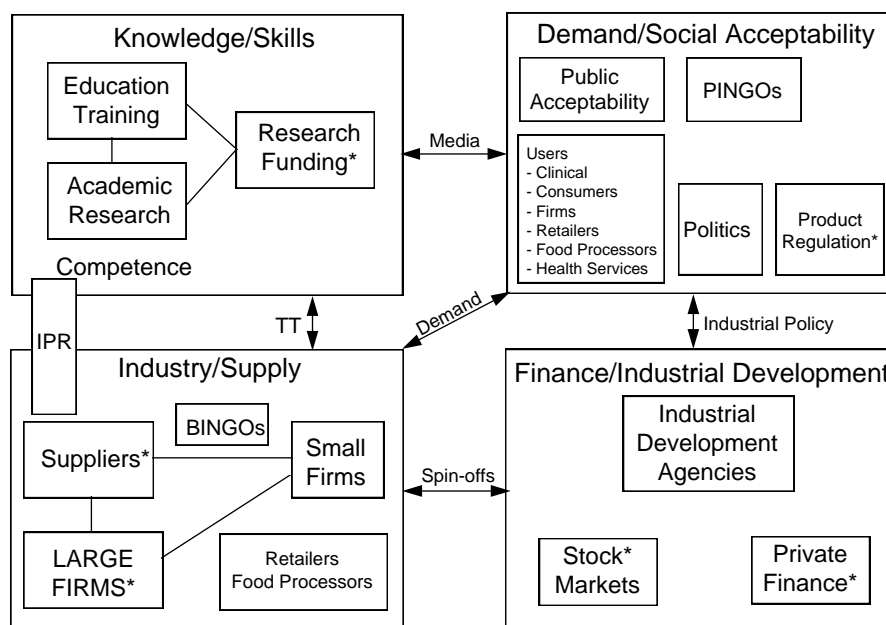 Knowledge/Skills
Education
Training
Research
Funding*
Academic
Research
Competence
Media
Demand/Social Acceptability
Public
Acceptability
PINGOs
Users
- Clinical
- Consumers
- Firms
- Retailers
- Food Processors
- Health Services
Politics
Product
Regulation*
IPR
TT
Demand
Industrial Policy
Industry/Supply
BINGOs
Suppliers*
Small
Firms
LARGE
FIRMS*
Retailers
Food Processors
Spin-offs
Finance/Industrial Development
Industrial
Development
Agencies
Stock*
Markets
Private
Finance*